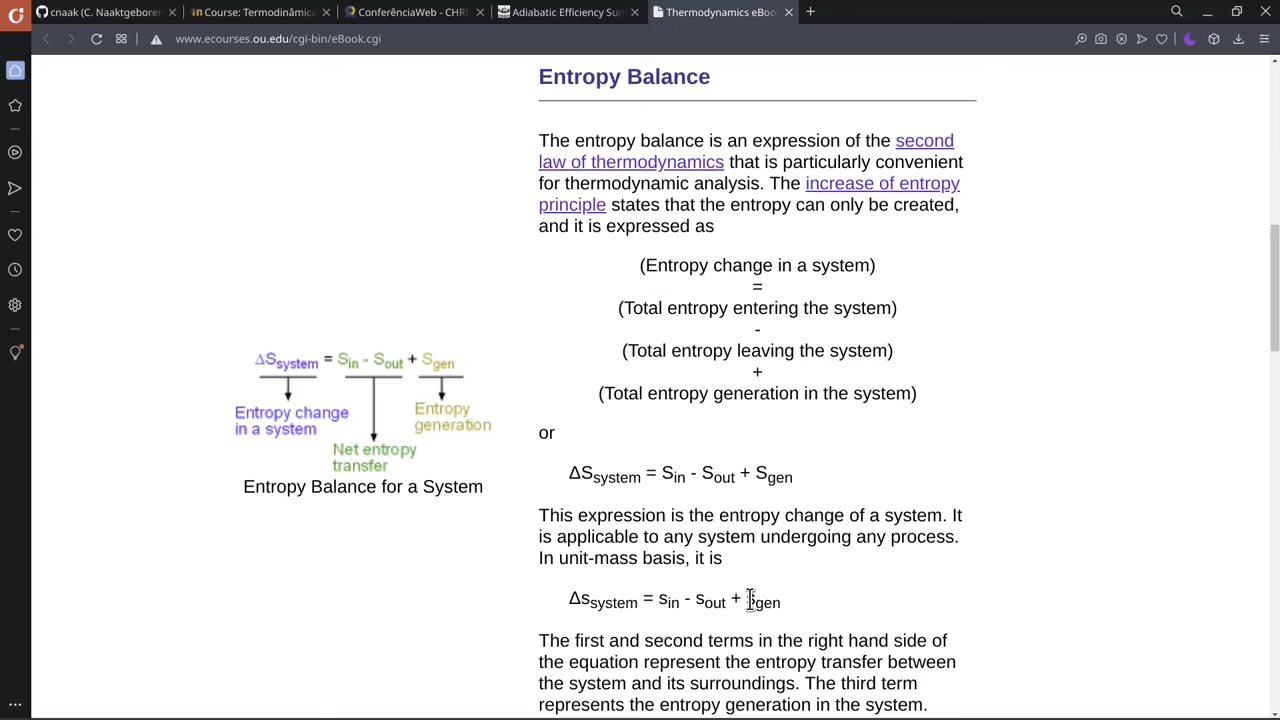 cnaak (C. Naaktgebore
Course: Termodinâmic
ConferênciaWeb - CHRI
Adiabatic Efficiency Sum
Thermodynamics eBoo
www.ecourses.ou.edu/cgi-bin/eBook.cgi
Entropy Balance
The entropy balance is an expression of the second
law of thermodynamics that is particularly convenient
for thermodynamic analysis. The increase of entropy
principle states that the entropy can only be created,
and it is expressed as
(Entropy change in a system)
=
(Total entropy entering the system)
-
(Total entropy leaving the system)
+
(Total entropy generation in the system)
ΔSsystem = Sin - Sout + Sgen
Entropy change
in a system
Net entropy
transfer
Entropy
generation
Entropy Balance for a System
or
ΔSsystem = Sin - Sout + Sgen
This expression is the entropy change of a system. It
is applicable to any system undergoing any process.
In unit-mass basis, it is
Δssystem = sin - sout + sgen
The first and second terms in the right hand side of
the equation represent the entropy transfer between
the system and its surroundings. The third term
represents the entropy generation in the system.